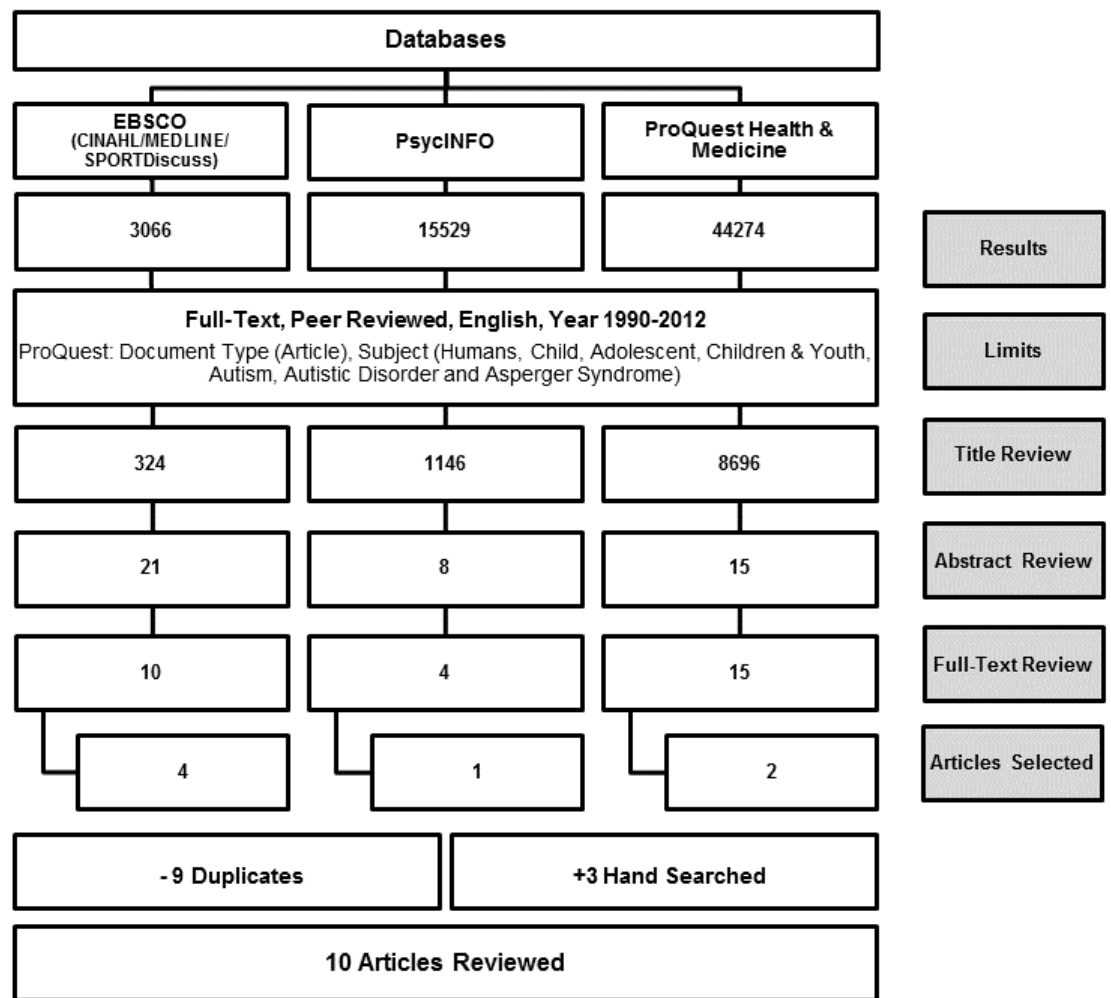 Databases
EBSCO
(CINAHL/MEDLINE/
SPORTDiscuss)
PsycINFO
ProQuest Health &
Medicine
3066
15529
44274
Results
Full-Text, Peer Reviewed, English, Year 1990-2012
ProQuest: Document Type (Article), Subject (Humans, Child, Adolescent, Children & Youth,
Autism, Autistic Disorder and Asperger Syndrome)
Limits
324
1146
8696
Title Review
21
8
15
Abstract Review
10
4
15
Full-Text Review
4
1
2
Articles Selected
- 9 Duplicates
+3 Hand Searched
10 Articles Reviewed